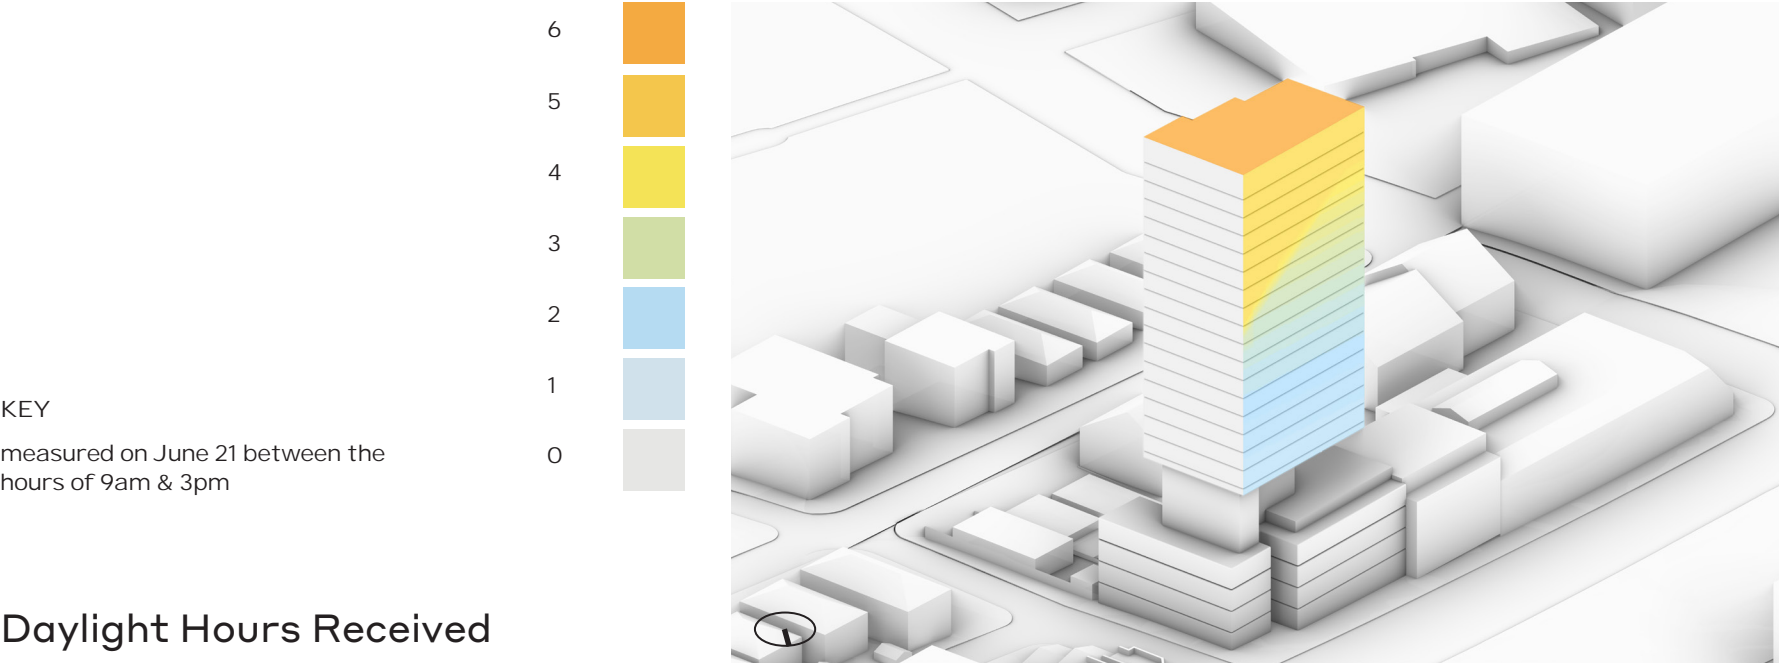 6
5
4
3
2
1
0
KEY
measured on June 21 between the
hours of 9am & 3pm
Daylight Hours Received